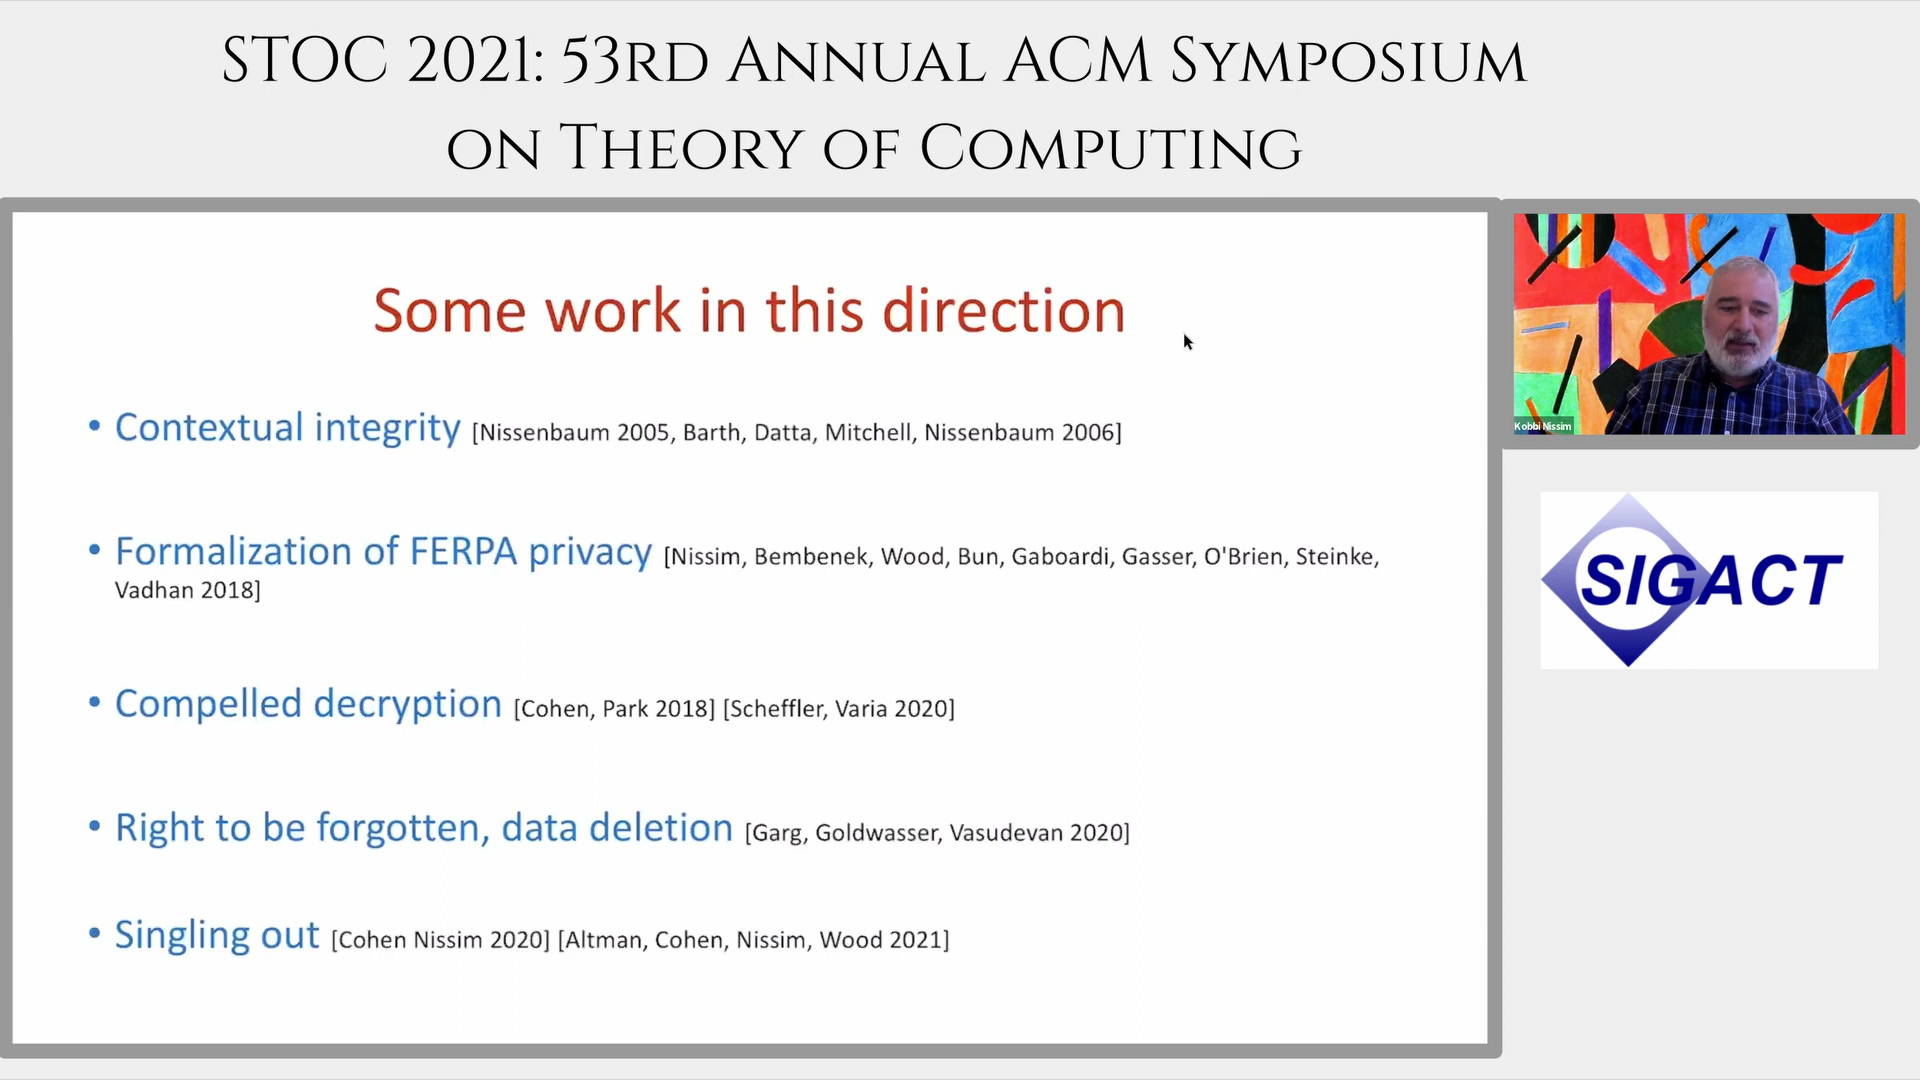 STOC 2021: 53rd Annual ACM Symposium
on Theory of Computing
Some work in this direction
• Contextual integrity [Nissenbaum 2005, Barth, Datta, Mitchell, Nissenbaum 2006]
• Formalization of FERPA privacy [Nissim, Bembenek, Wood, Bun, Gaboardi, Gasser, O'Brien, Steinke,
Vadhan 2018]
• Compelled decryption [Cohen, Park 2018] [Scheffler, Varia 2020]
• Right to be forgotten, data deletion [Garg, Goldwasser, Vasudevan 2020]
• Singling out [Cohen Nissim 2020] [Altman, Cohen, Nissim, Wood 2021]
Kobbi Nissim
SIGACT